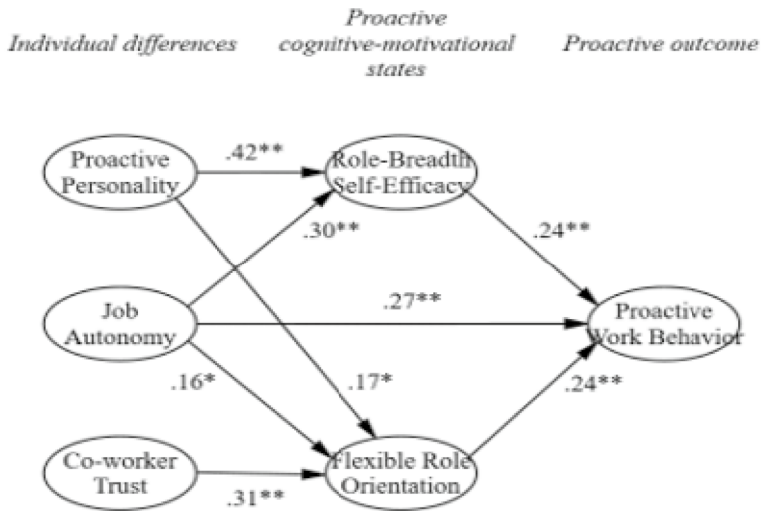 Individual differences
Proactive
cognitive-motivational
states
Proactive outcome
Proactive
Personality
.42**
Role-Breadth
Self-Efficacy
.30**
.24**
Job
Autonomy
.27**
Proactive
Work Behavior
.16*
.17*
.24**
Co-worker
Trust
.31**
Flexible Role
Orientation